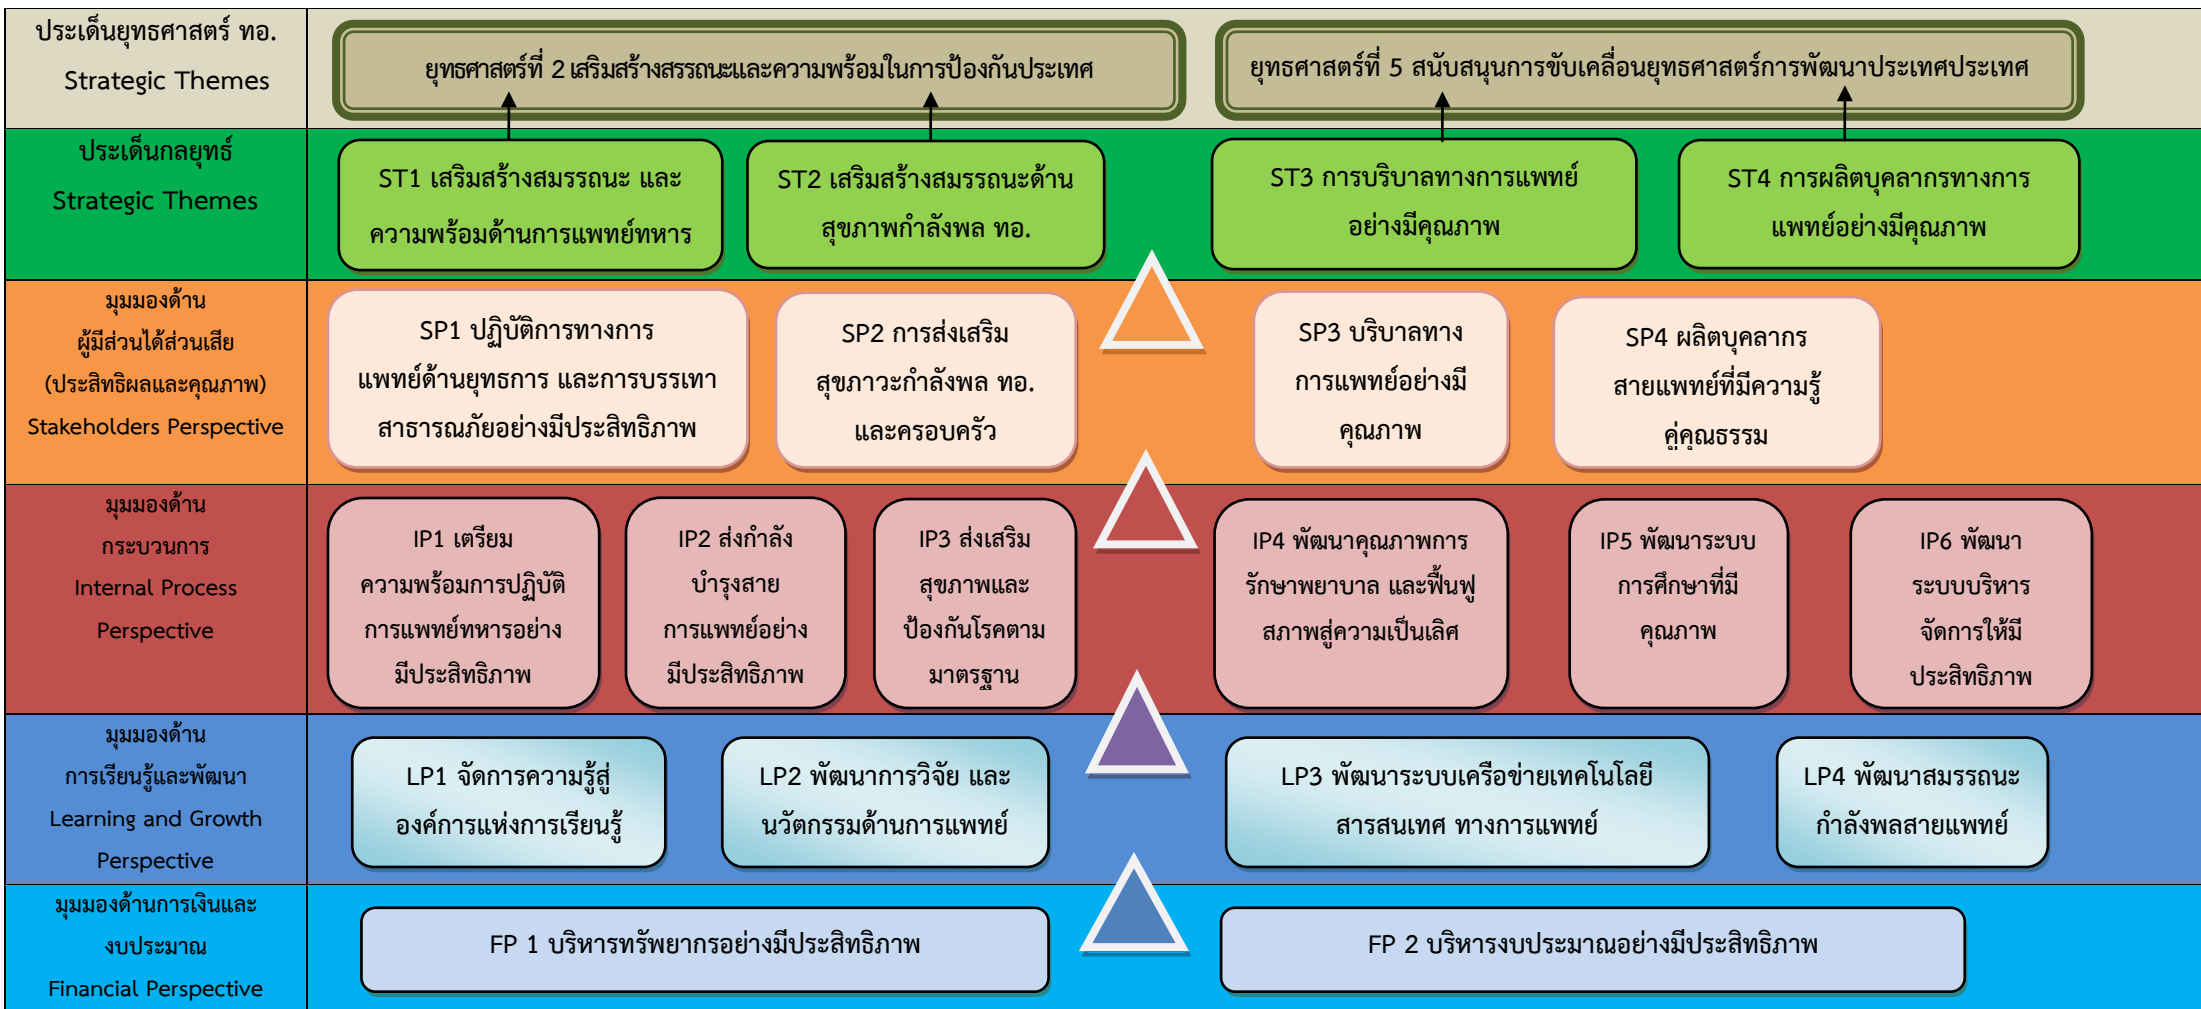 ประเด็นยุทธศาสตร์ ทอ.
Strategic Themes
ยุทธศาสตร์ที่ 2 เสริมสร้างสรรถนะและความพร้อมในการป้องกันประเทศ
ยุทธศาสตร์ที่ 5 สนับสนุนการขับเคลื่อนยุทธศาสตร์การพัฒนาประเทศประเทศ
ประเด็นกลยุทธ์
Strategic Themes
ST1 เสริมสร้างสมรรถนะ และ
ความพร้อมด้านการแพทย์ทหาร
ST2 เสริมสร้างสมรรถนะด้าน
สุขภาพกำลังพล ทอ.
ST3 การบริบาลทางการแพทย์
อย่างมีคุณภาพ
ST4 การผลิตบุคลากรทางการ
แพทย์อย่างมีคุณภาพ
มุมมองด้าน
ผู้มีส่วนได้ส่วนเสีย
(ประสิทธิผลและคุณภาพ)
Stakeholders Perspective
SP1 ปฏิบัติการทางการ
แพทย์ด้านยุทธการ และการบรรเทา
สาธารณภัยอย่างมีประสิทธิภาพ
SP2 การส่งเสริม
สุขภาวะกำลังพล ทอ.
และครอบครัว
SP3 บริบาลทาง
การแพทย์อย่างมี
คุณภาพ
SP4 ผลิตบุคลากร
สายแพทย์ที่มีความรู้
คู่คุณธรรม
มุมมองด้าน
กระบวนการ
Internal Process
Perspective
IP1 เตรียม
ความพร้อมการปฏิบัติ
การแพทย์ทหารอย่าง
มีประสิทธิภาพ
IP2 ส่งกำลัง
บำรุงสาย
การแพทย์อย่าง
มีประสิทธิภาพ
IP3 ส่งเสริม
สุขภาพและ
ป้องกันโรคตาม
มาตรฐาน
IP4 พัฒนาคุณภาพการ
รักษาพยาบาล และฟื้นฟู
สภาพสู่ความเป็นเลิศ
IP5 พัฒนาระบบ
การศึกษาที่มี
คุณภาพ
IP6 พัฒนา
ระบบบริหาร
จัดการให้มี
ประสิทธิภาพ
มุมมองด้าน
การเรียนรู้และพัฒนา
Learning and Growth
Perspective
LP1 จัดการความรู้สู่
องค์การแห่งการเรียนรู้
LP2 พัฒนาการวิจัย และ
นวัตกรรมด้านการแพทย์
LP3 พัฒนาระบบเครือข่ายเทคโนโลยี
สารสนเทศ ทางการแพทย์
LP4 พัฒนาสมรรถนะ
กำลังพลสายแพทย์
มุมมองด้านการเงินและ
งบประมาณ
Financial Perspective
FP 1 บริหารทรัพยากรอย่างมีประสิทธิภาพ
FP 2 บริหารงบประมาณอย่างมีประสิทธิภาพ